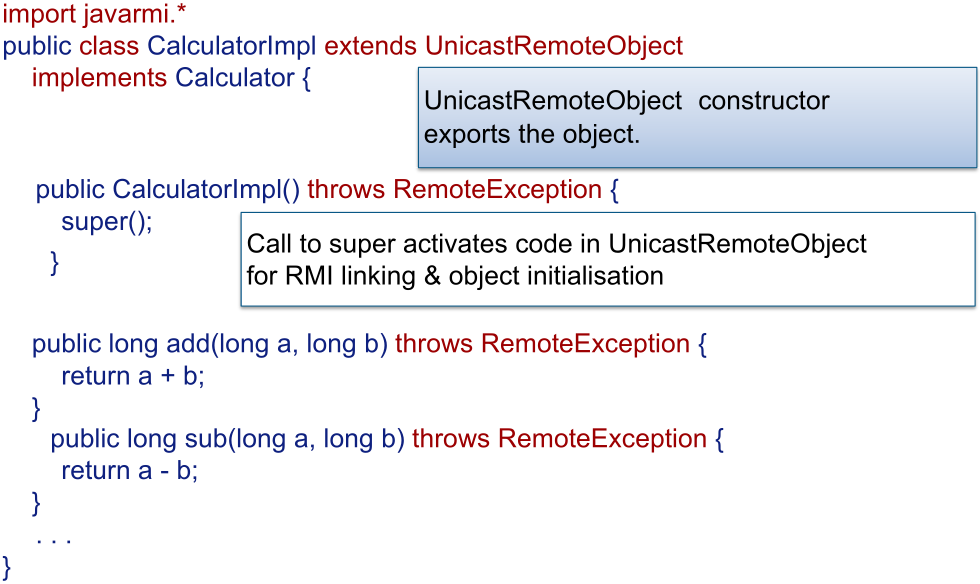 import javarmi.*
public class CalculatorImpl extends UnicastRemoteObject
implements Calculator {
UnicastRemoteObject constructor
exports the object.
public CalculatorImpl() throws RemoteException {
super();
Call to super activates code in UnicastRemoteObject
for RMI linking & object initialisation
}
public long add(long a, long b) throws RemoteException {
return a + b;
}
public long sub(long a, long b) throws RemoteException {
return a - b;
}
. . .
}